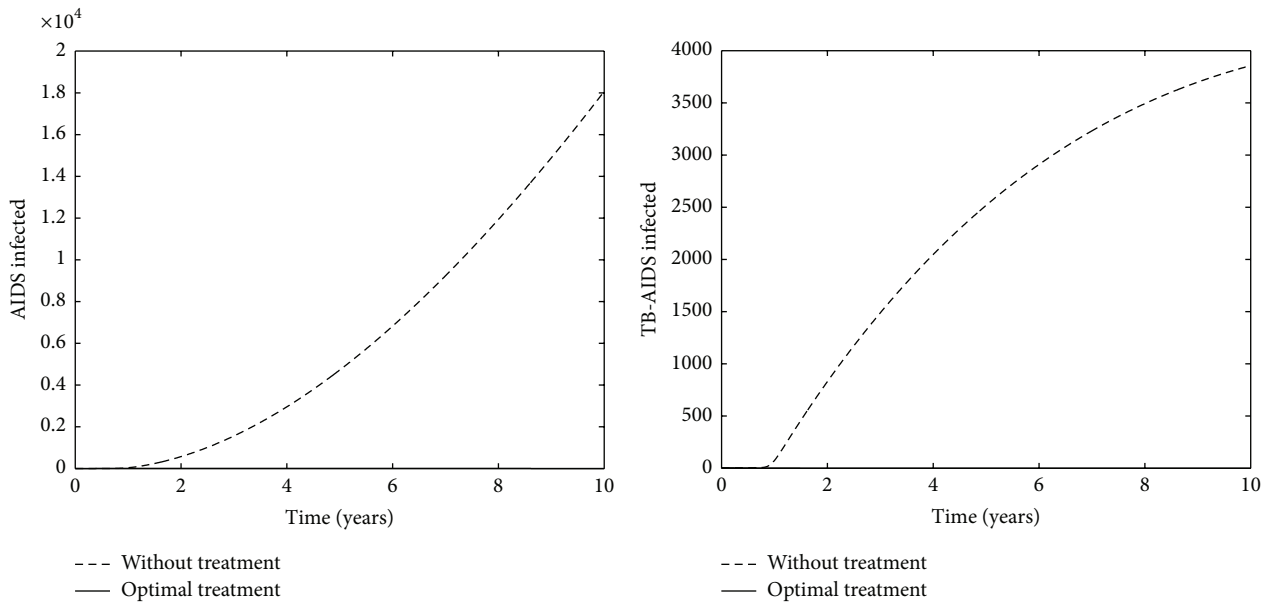 ×10⁴
2
1.8
1.6
1.4
1.2
1
0.8
0.6
0.4
0.2
0
AIDS infected
0 2 4 6 8 10
Time (years)
Without treatment
Optimal treatment
4000
3500
3000
2500
2000
1500
1000
500
0
TB-AIDS infected
0 2 4 6 8 10
Time (years)
Without treatment
Optimal treatment